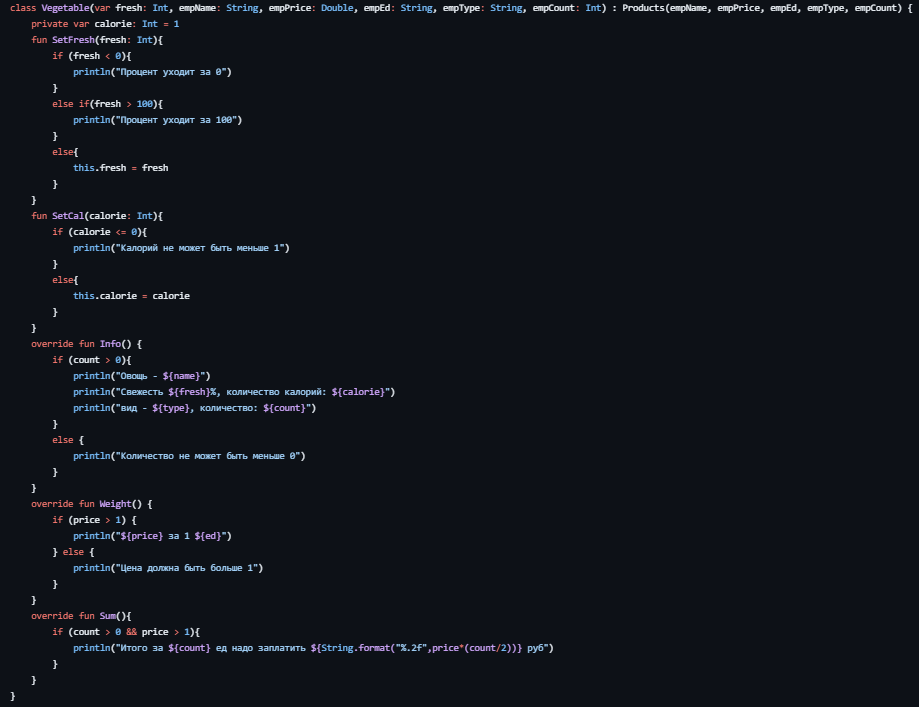 class Vegetable(var fresh: Int, empName: String, empPrice: Double, empEd: String, empType: String, empCount: Int) : Products(empName, empPrice, empEd, empType, empCount) {
    private var calorie: Int = 1
    fun SetFresh(fresh: Int){
        if (fresh < 0){
            println("Процент уходит за 0")
        }
        else if(fresh > 100){
            println("Процент уходит за 100")
        }
        else{
            this.fresh = fresh
        }
    }
    fun SetCal(calorie: Int){
        if (calorie <= 0){
            println("Калорий не может быть меньше 1")
        }
        else{
            this.calorie = calorie
        }
    }
    override fun Info() {
        if (count > 0){
            println("Овощь - ${name}")
            println("Свежесть ${fresh}%, количество калорий: ${calorie}")
            println("вид - ${type}, количество: ${count}")
        }
        else {
            println("Количество не может быть меньше 0")
        }
    }
    override fun Weight() {
        if (price > 1) {
            println("${price} за 1 ${ed}")
        } else {
            println("Цена должна быть больше 1")
        }
    }
    override fun Sum(){
        if (count > 0 && price > 1){
            println("Итого за ${count} ед надо заплатить ${String.format("%.2f",price*(count/2))} руб")
        }
    }
}